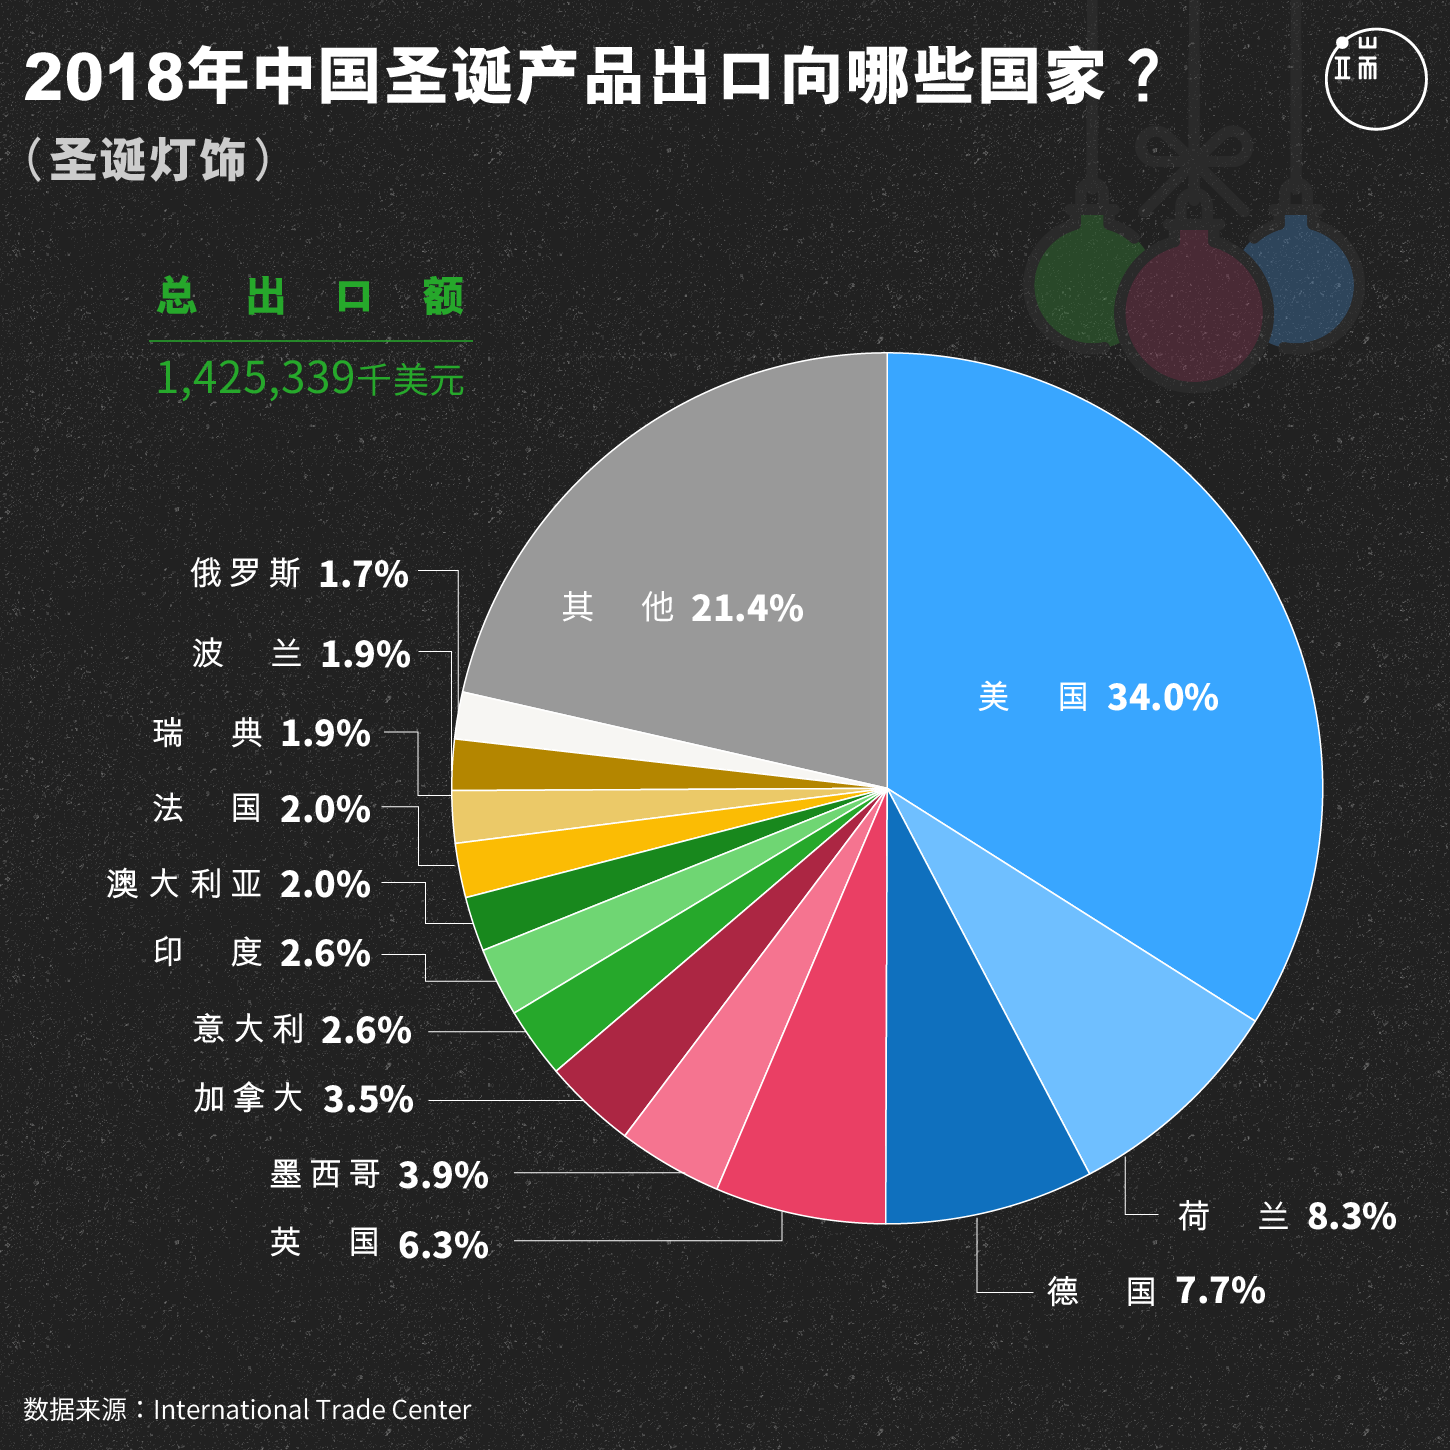 2018年中国圣诞产品出口向哪些国家？
（圣诞灯饰）
总出口额
1,425,339千美元
俄罗斯 1.7%
波兰 1.9%
瑞典 1.9%
法国 2.0%
澳大利亚 2.0%
印度 2.6%
意大利 2.6%
加拿大 3.5%
墨西哥 3.9%
英国 6.3%
其他 21.4%
美国 34.0%
荷兰 8.3%
德国 7.7%
数据来源：International Trade Center